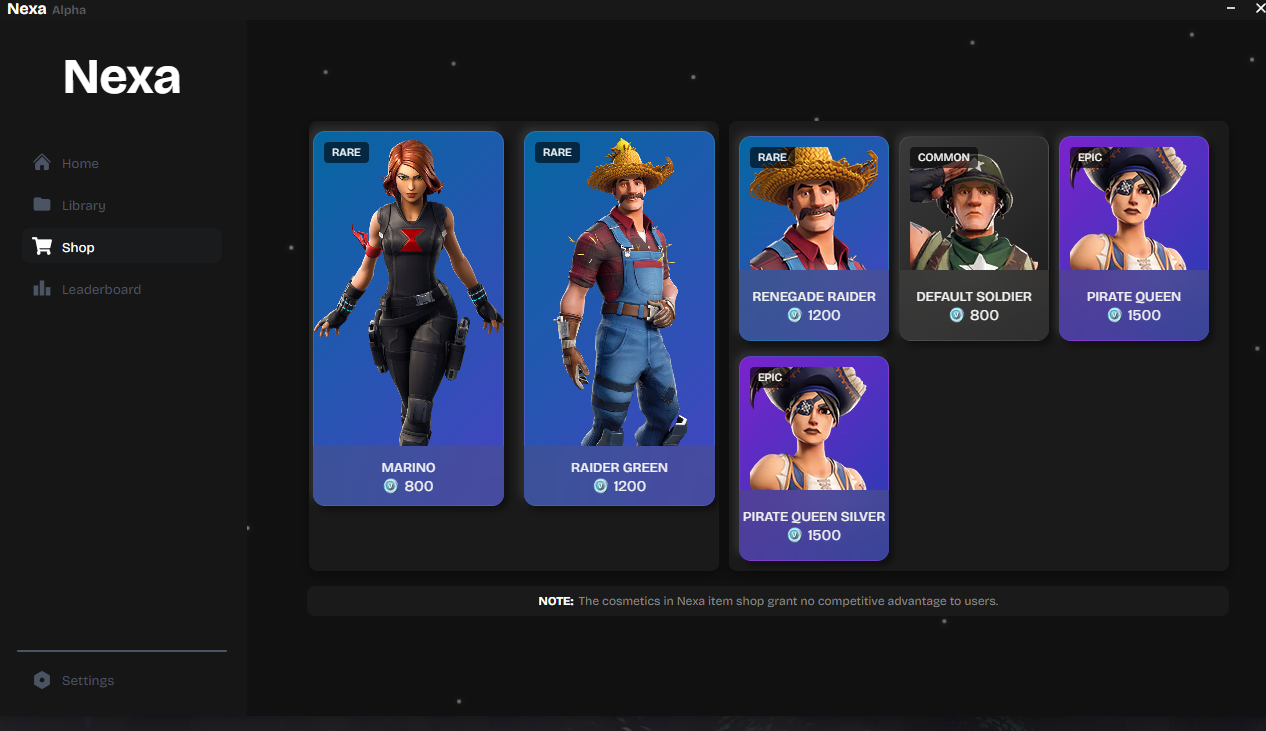 Nexa Alpha
Nexa
Home
Library
Shop
Leaderboard
Settings
RARE
MARINO
800
RARE
RAIDER GREEN
1200
RARE
RENEGADE RAIDER
1200
COMMON
DEFAULT SOLDIER
800
EPIC
PIRATE QUEEN
1500
EPIC
PIRATE QUEEN SILVER
1500
NOTE: The cosmetics in Nexa item shop grant no competitive advantage to users.